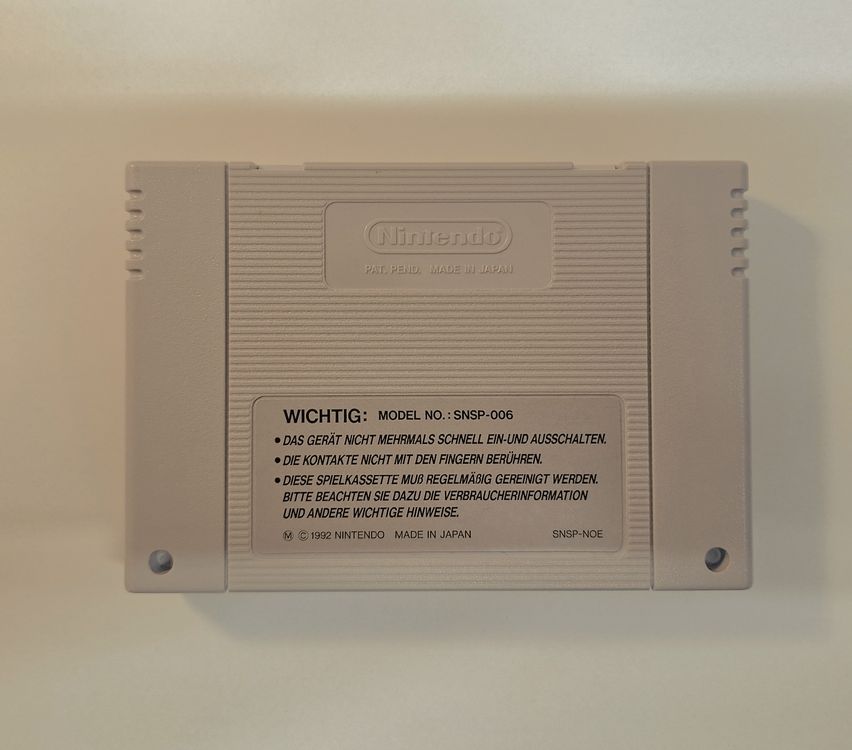 Nintendo
PAT. PEND. MADE IN JAPAN
WICHTIG: MODEL NO.: SNSP-006
• DAS GERÄT NICHT MEHRMALS SCHNELL EIN-UND AUSSCHALTEN.
• DIE KONTAKTE NICHT MIT DEN FINGERN BERÜHREN.
• DIESE SPIELKASSETTE MUß REGELMÄßIG GEREINIGT WERDEN.
BITTE BEACHTEN SIE DAZU DIE VERBRAUCHERINFORMATION
UND ANDERE WICHTIGE HINWEISE.
Ⓜ © 1992 NINTENDO MADE IN JAPAN SNSP-NOE